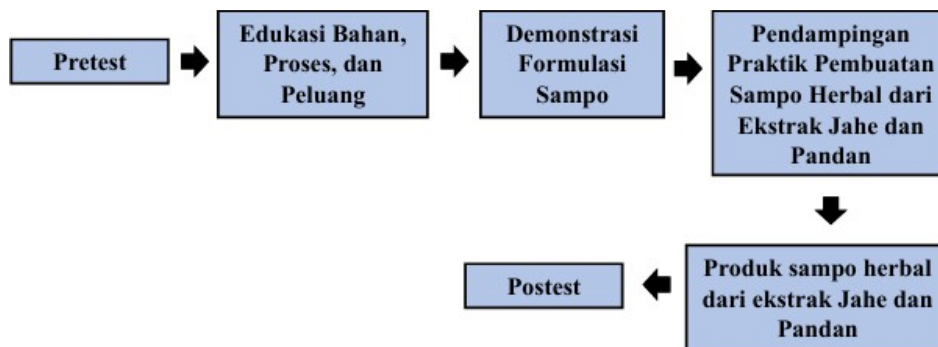 Pretest
Edukasi Bahan,
Proses, dan
Peluang
Demonstrasi
Formulasi
Sampo
Pendampingan
Praktik Pembuatan
Sampo Herbal dari
Ekstrak Jahe dan
Pandan
Produk sampo herbal
dari ekstrak Jahe dan
Pandan
Postest